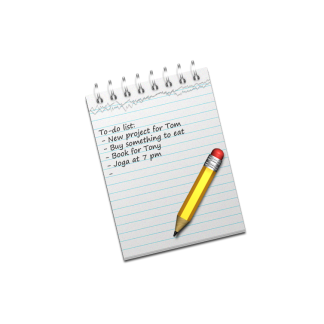 To-do list:
- New project for Tom
- Buy something to eat
- Book for Tony
- Joga at 7 pm
-